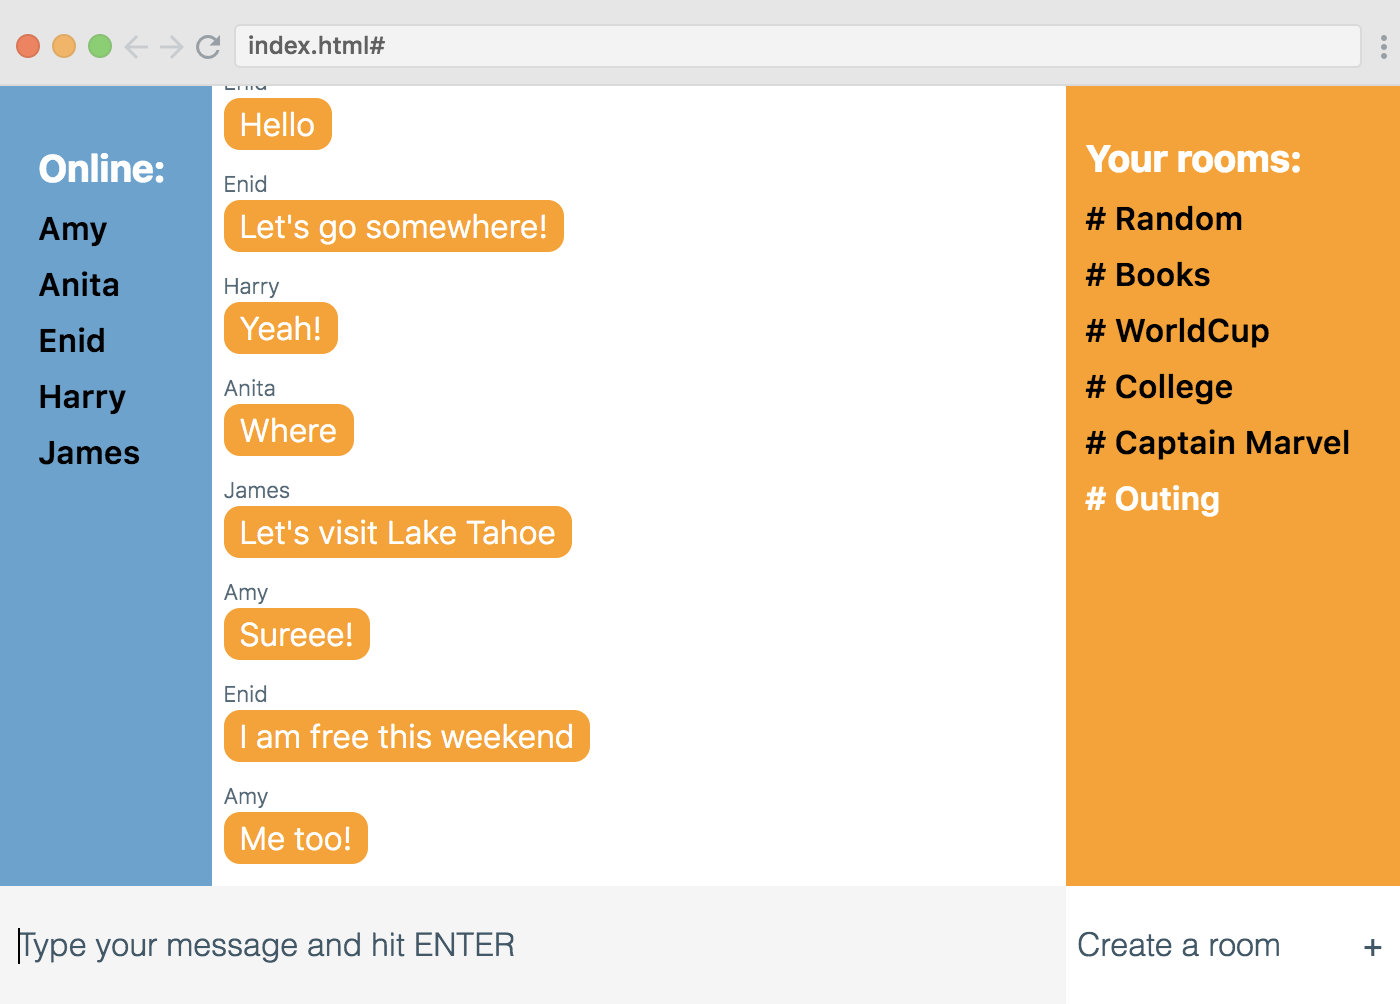 index.html#
Online:
Amy
Anita
Enid
Harry
James
Enid
Hello
Enid
Let's go somewhere!
Harry
Yeah!
Anita
Where
James
Let's visit Lake Tahoe
Amy
Sureee!
Enid
I am free this weekend
Amy
Me too!
Your rooms:
# Random
# Books
# WorldCup
# College
# Captain Marvel
# Outing
Type your message and hit ENTER
Create a room +